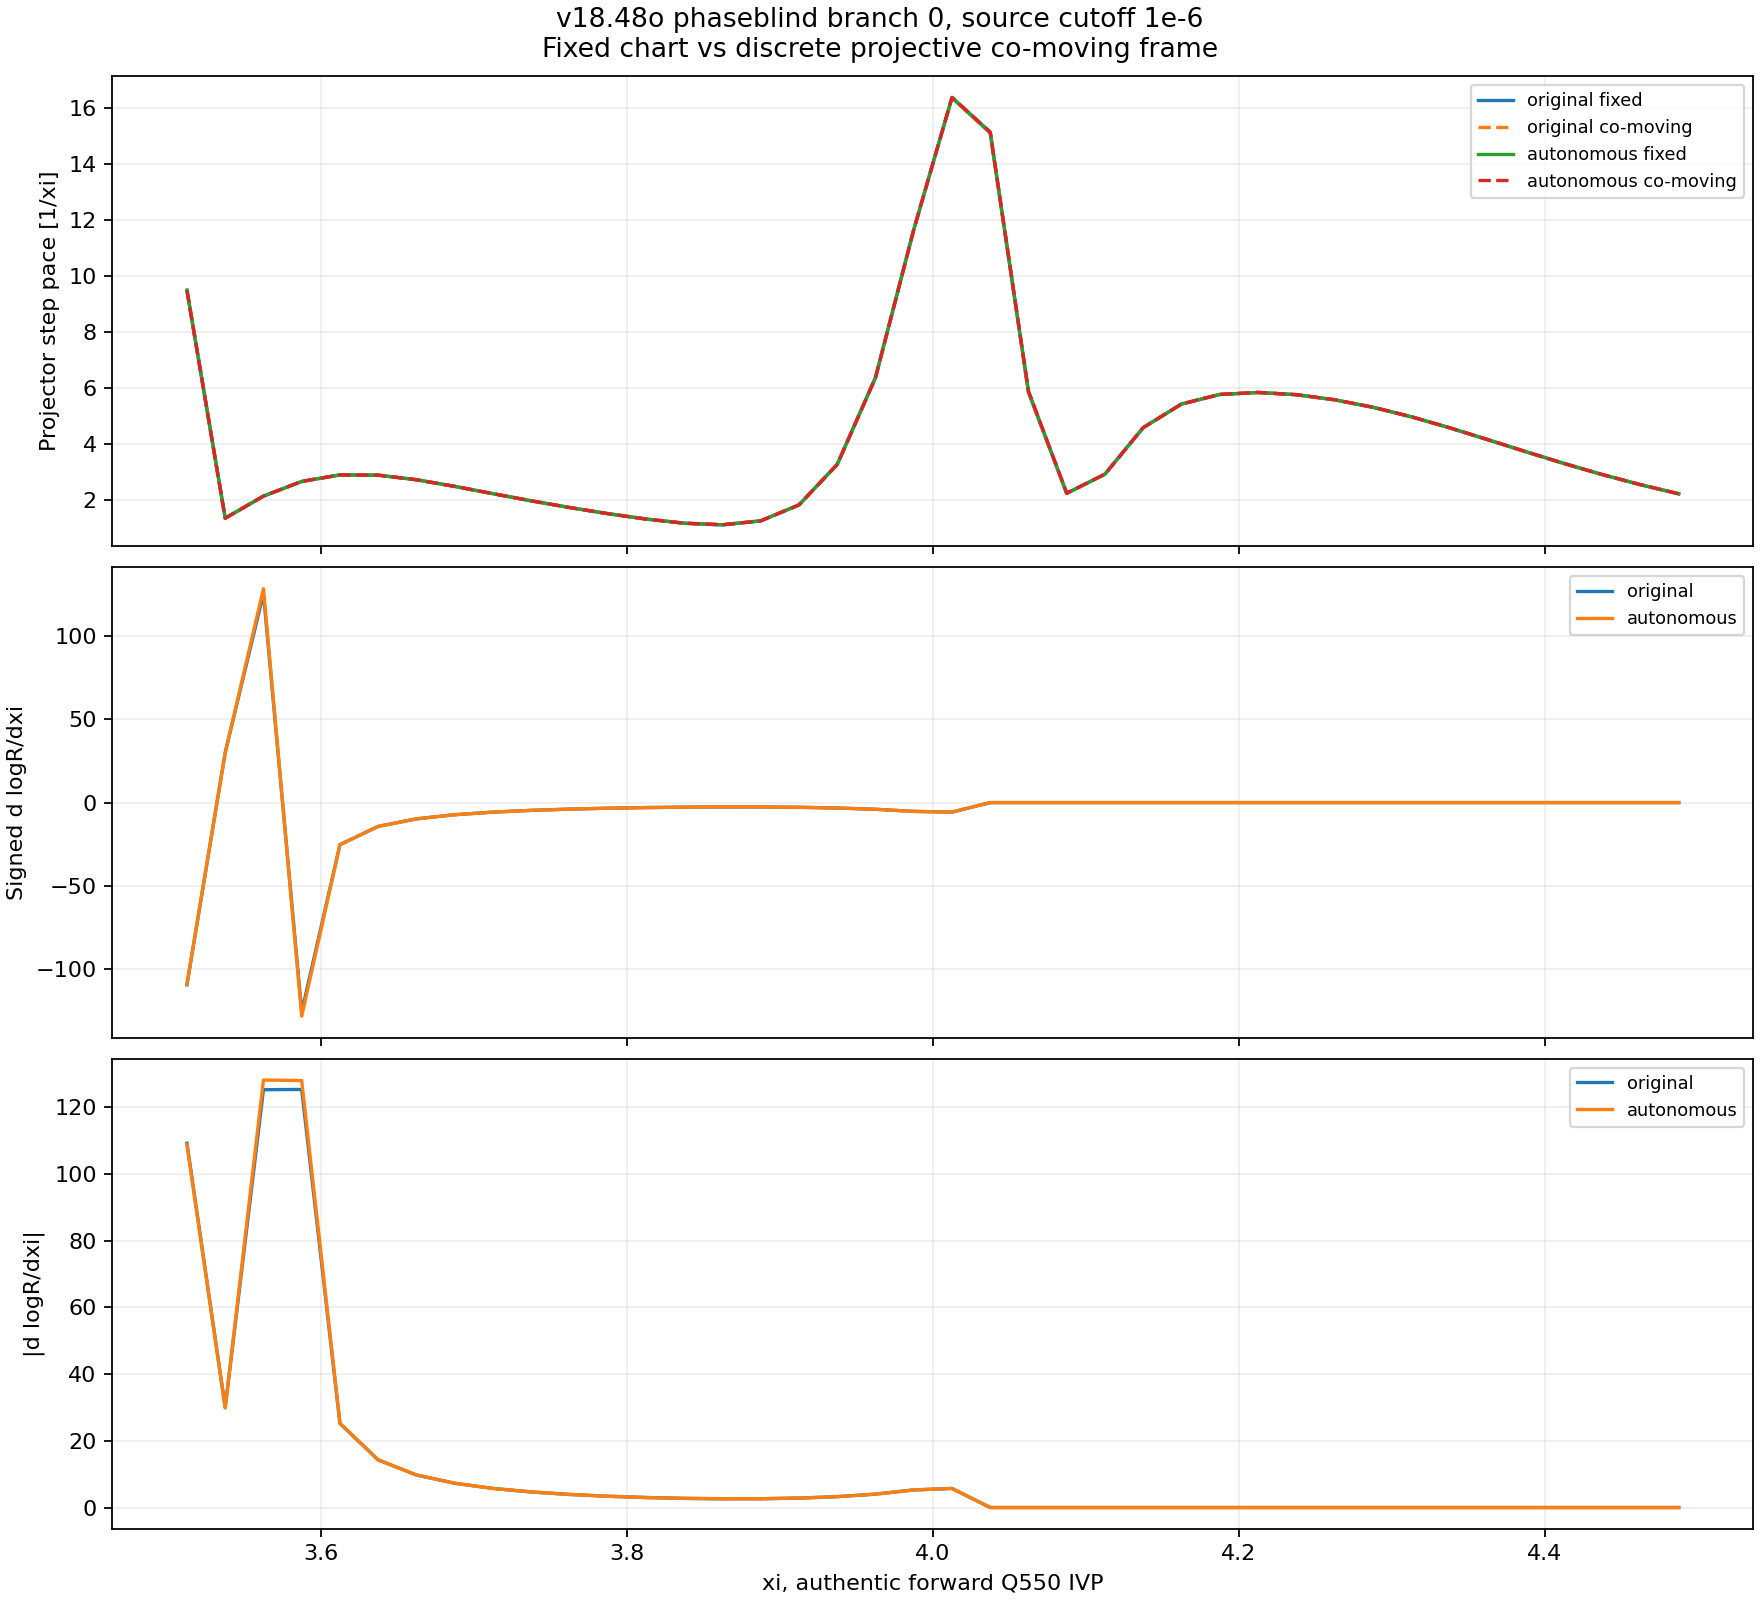 v18.48o phaseblind branch 0, source cutoff 1e-6
Fixed chart vs discrete projective co-moving frame
Projector step pace [1/xi]
16
14
12
10
8
6
4
2
original fixed
original co-moving
autonomous fixed
autonomous co-moving
Signed d logR/dxi
100
50
0
−50
−100
original
autonomous
|d logR/dxi|
120
100
80
60
40
20
0
original
autonomous
3.6
3.8
4.0
4.2
4.4
xi, authentic forward Q550 IVP